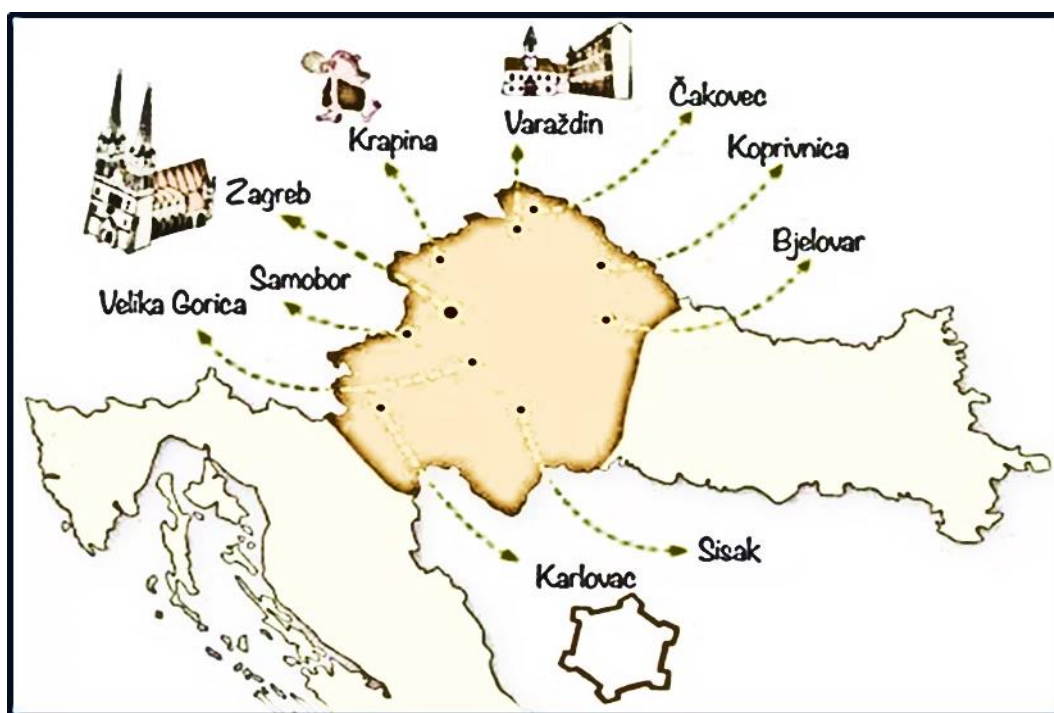 Čakovec
Varaždin
Krapina
Koprivnica
Zagreb
Bjelovar
Samobor
Velika Gorica
Sisak
Karlovac